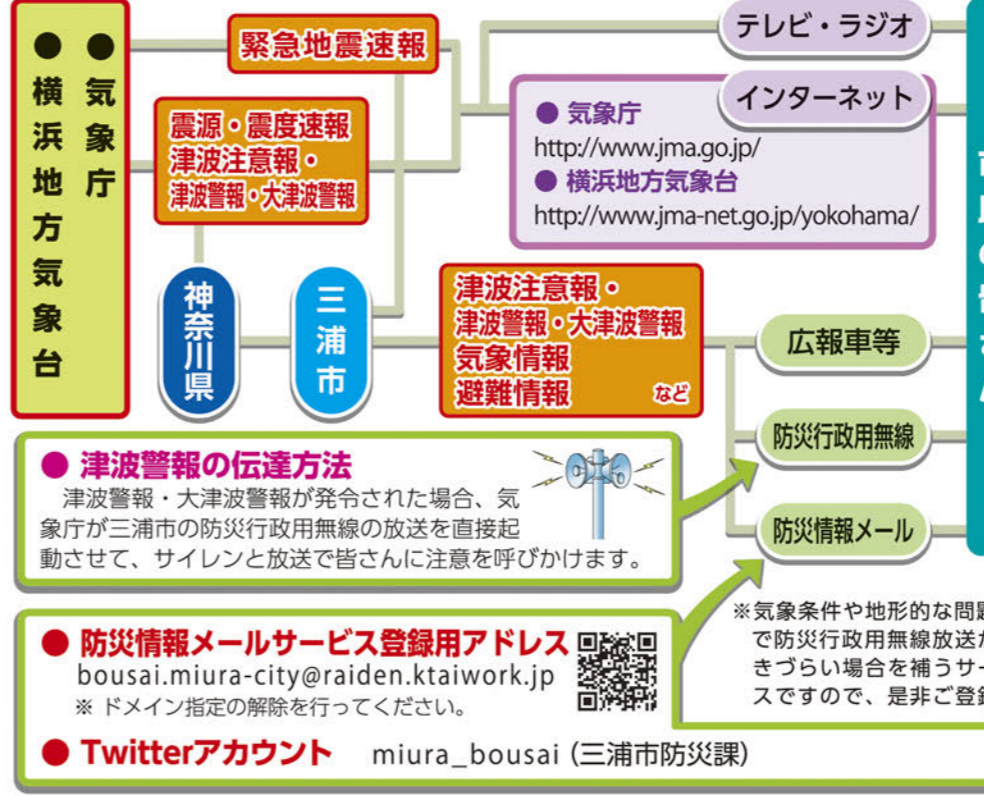 ● 気象庁
● 横浜地方気象台
緊急地震速報
震源・震度速報
津波注意報・
津波警報・大津波警報
神奈川県
三浦市
テレビ・ラジオ
インターネット
● 気象庁
http://www.jma.go.jp/
● 横浜地方気象台
http://www.jma-net.go.jp/yokohama/
津波注意報・
津波警報・大津波警報
気象情報
避難情報 など
広報車等
防災行政用無線
防災情報メール
● 津波警報の伝達方法
津波警報・大津波警報が発令された場合、気
象庁が三浦市の防災行政用無線の放送を直接起
動させて、サイレンと放送で皆さんに注意を呼びかけます。
※気象条件や地形的な問題
で防災行政用無線放送が
きづらい場合を補うサー
スですので、是非ご登録
● 防災情報メールサービス登録用アドレス
bousai.miura-city@raiden.ktaiwork.jp
※ ドメイン指定の解除を行ってください。
● Twitterアカウント miura_bousai (三浦市防災課)